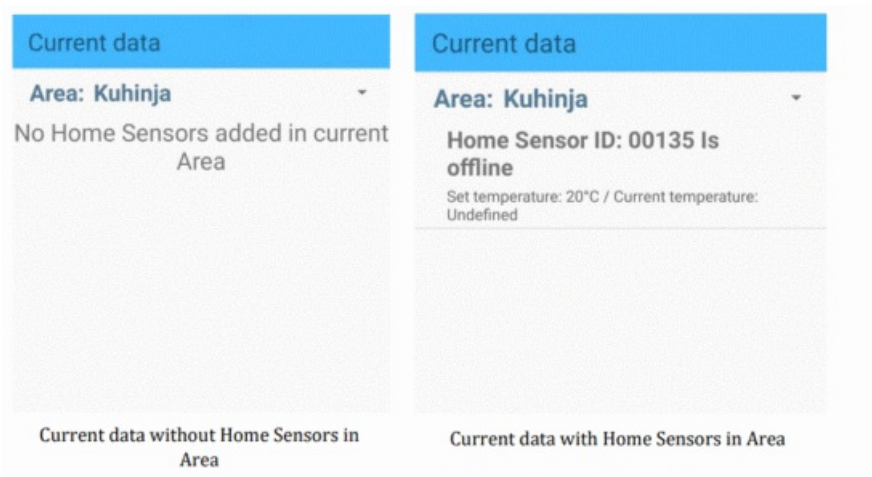 Current data
Area: Kuhinja
No Home Sensors added in current
Area
Current data without Home Sensors in
Area
Current data
Area: Kuhinja
Home Sensor ID: 00135 Is
offline
Set temperature: 20°C / Current temperature:
Undefined
Current data with Home Sensors in Area